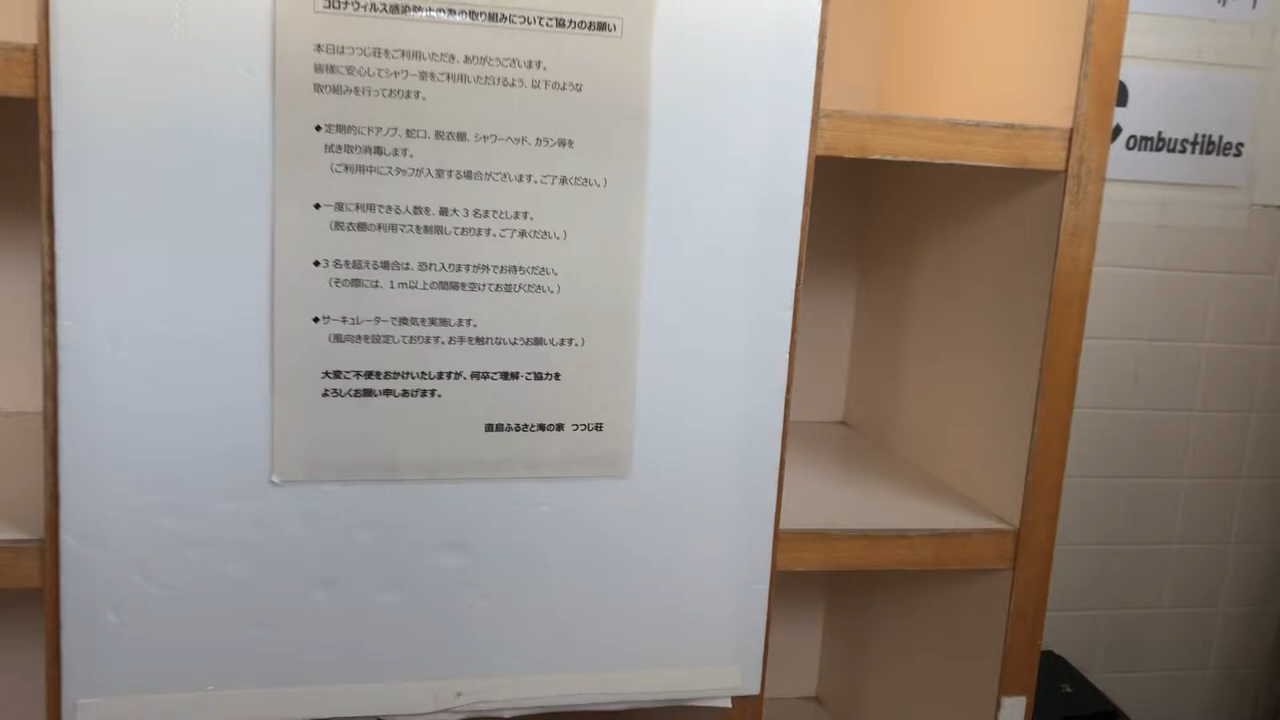 コロナウィルス感染防止の為の取り組みについてご協力のお願い
本日はつつじ荘をご利用いただき、ありがとうございます。
皆様に安心してシャワー室をご利用いただけるよう、以下のような
取り組みを行っております。
◆定期的にドアノブ、蛇口、脱衣棚、シャワーヘッド、カラン等を
拭き取り消毒します。
（ご利用中にスタッフが入室する場合がございます。ご了承ください。）
◆一度に利用できる人数を、最大3名までとします。
（脱衣棚の利用マスを制限しております。ご了承ください。）
◆3名を超える場合は、恐れ入りますが外でお待ちください。
（その際には、1m以上の間隔を空けてお並びください。）
◆サーキュレーターで換気を実施します。
（風向きを設定しております。お手を触れないようお願いします。）
大変ご不便をおかけいたしますが、何卒ご理解・ご協力を
よろしくお願い申しあげます。
直島ふるさと海の家 つつじ荘
Combustibles